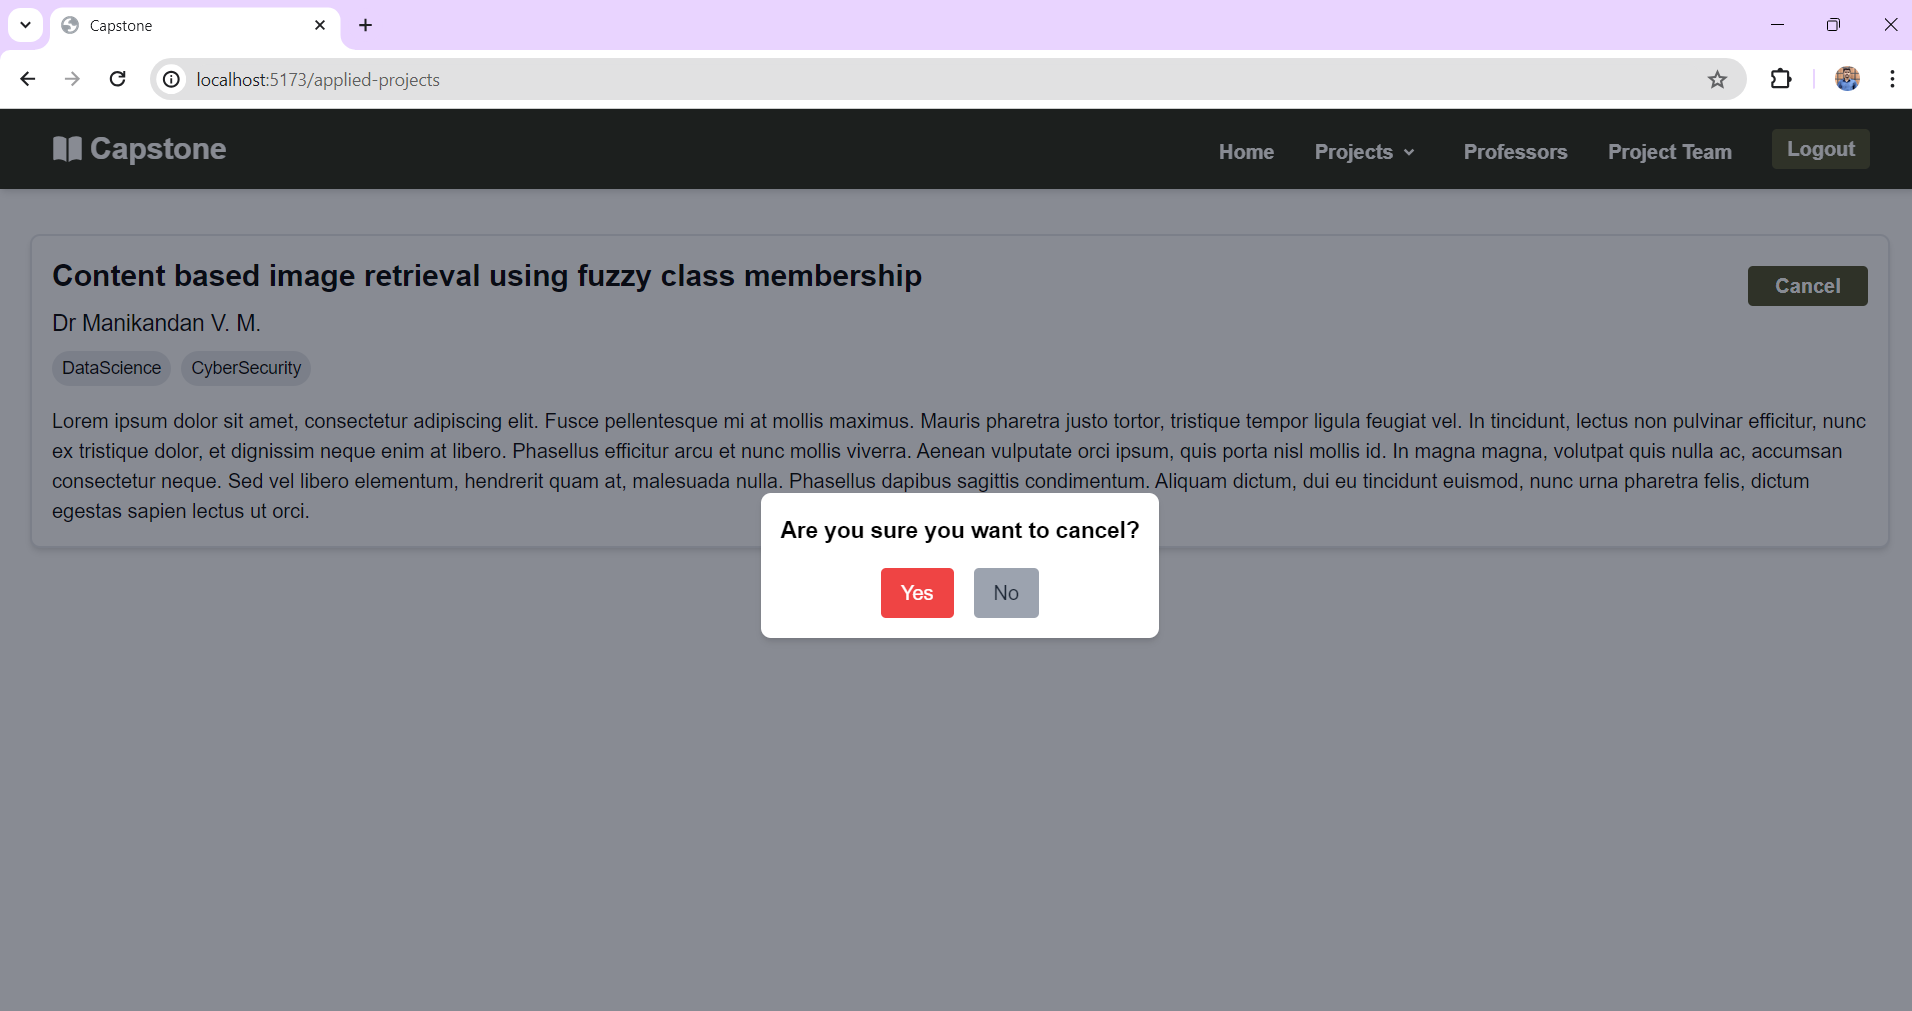 Capstone
localhost:5173/applied-projects
Capstone
Home Projects Professors Project Team Logout
Content based image retrieval using fuzzy class membership
Cancel
Dr Manikandan V. M.
DataScience CyberSecurity
Lorem ipsum dolor sit amet, consectetur adipiscing elit. Fusce pellentesque mi at mollis maximus. Mauris pharetra justo tortor, tristique tempor ligula feugiat vel. In tincidunt, lectus non pulvinar efficitur, nunc
ex tristique dolor, et dignissim neque enim at libero. Phasellus efficitur arcu et nunc mollis viverra. Aenean vulputate orci ipsum, quis porta nisl mollis id. In magna magna, volutpat quis nulla ac, accumsan
consectetur neque. Sed vel libero elementum, hendrerit quam at, malesuada nulla. Phasellus dapibus sagittis condimentum. Aliquam dictum, dui eu tincidunt euismod, nunc urna pharetra felis, dictum
egestas sapien lectus ut orci.
Are you sure you want to cancel?
Yes No